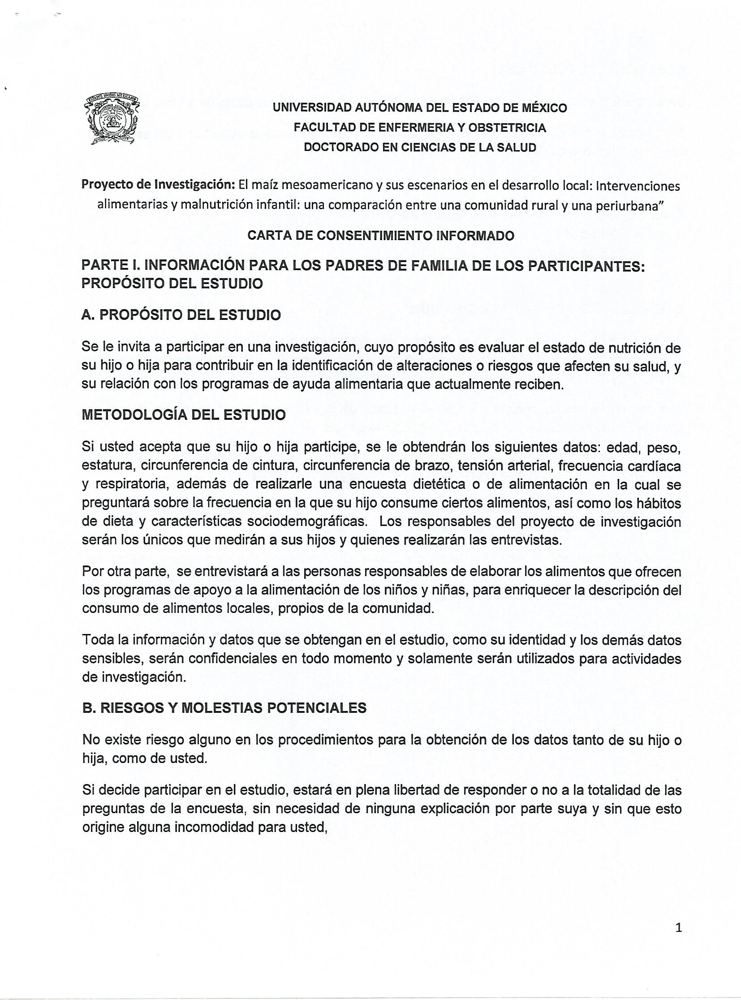 ESTADOS UNIDOS MEXICANOS
UNIVERSIDAD AUTÓNOMA DEL ESTADO DE MÉXICO
FACULTAD DE ENFERMERIA Y OBSTETRICIA
DOCTORADO EN CIENCIAS DE LA SALUD
Proyecto de Investigación: El maíz mesoamericano y sus escenarios en el desarrollo local: Intervenciones
alimentarias y malnutrición infantil: una comparación entre una comunidad rural y una periurbana”
CARTA DE CONSENTIMIENTO INFORMADO
PARTE I. INFORMACIÓN PARA LOS PADRES DE FAMILIA DE LOS PARTICIPANTES:
PROPÓSITO DEL ESTUDIO
A. PROPÓSITO DEL ESTUDIO
Se le invita a participar en una investigación, cuyo propósito es evaluar el estado de nutrición de
su hijo o hija para contribuir en la identificación de alteraciones o riesgos que afecten su salud, y
su relación con los programas de ayuda alimentaria que actualmente reciben.
METODOLOGÍA DEL ESTUDIO
Si usted acepta que su hijo o hija participe, se le obtendrán los siguientes datos: edad, peso,
estatura, circunferencia de cintura, circunferencia de brazo, tensión arterial, frecuencia cardíaca
y respiratoria, además de realizarle una encuesta dietética o de alimentación en la cual se
preguntará sobre la frecuencia en la que su hijo consume ciertos alimentos, así como los hábitos
de dieta y características sociodemográficas. Los responsables del proyecto de investigación
serán los únicos que medirán a sus hijos y quienes realizarán las entrevistas.
Por otra parte, se entrevistará a las personas responsables de elaborar los alimentos que ofrecen
los programas de apoyo a la alimentación de los niños y niñas, para enriquecer la descripción del
consumo de alimentos locales, propios de la comunidad.
Toda la información y datos que se obtengan en el estudio, como su identidad y los demás datos
sensibles, serán confidenciales en todo momento y solamente serán utilizados para actividades
de investigación.
B. RIESGOS Y MOLESTIAS POTENCIALES
No existe riesgo alguno en los procedimientos para la obtención de los datos tanto de su hijo o
hija, como de usted.
Si decide participar en el estudio, estará en plena libertad de responder o no a la totalidad de las
preguntas de la encuesta, sin necesidad de ninguna explicación por parte suya y sin que esto
origine alguna incomodidad para usted,
1